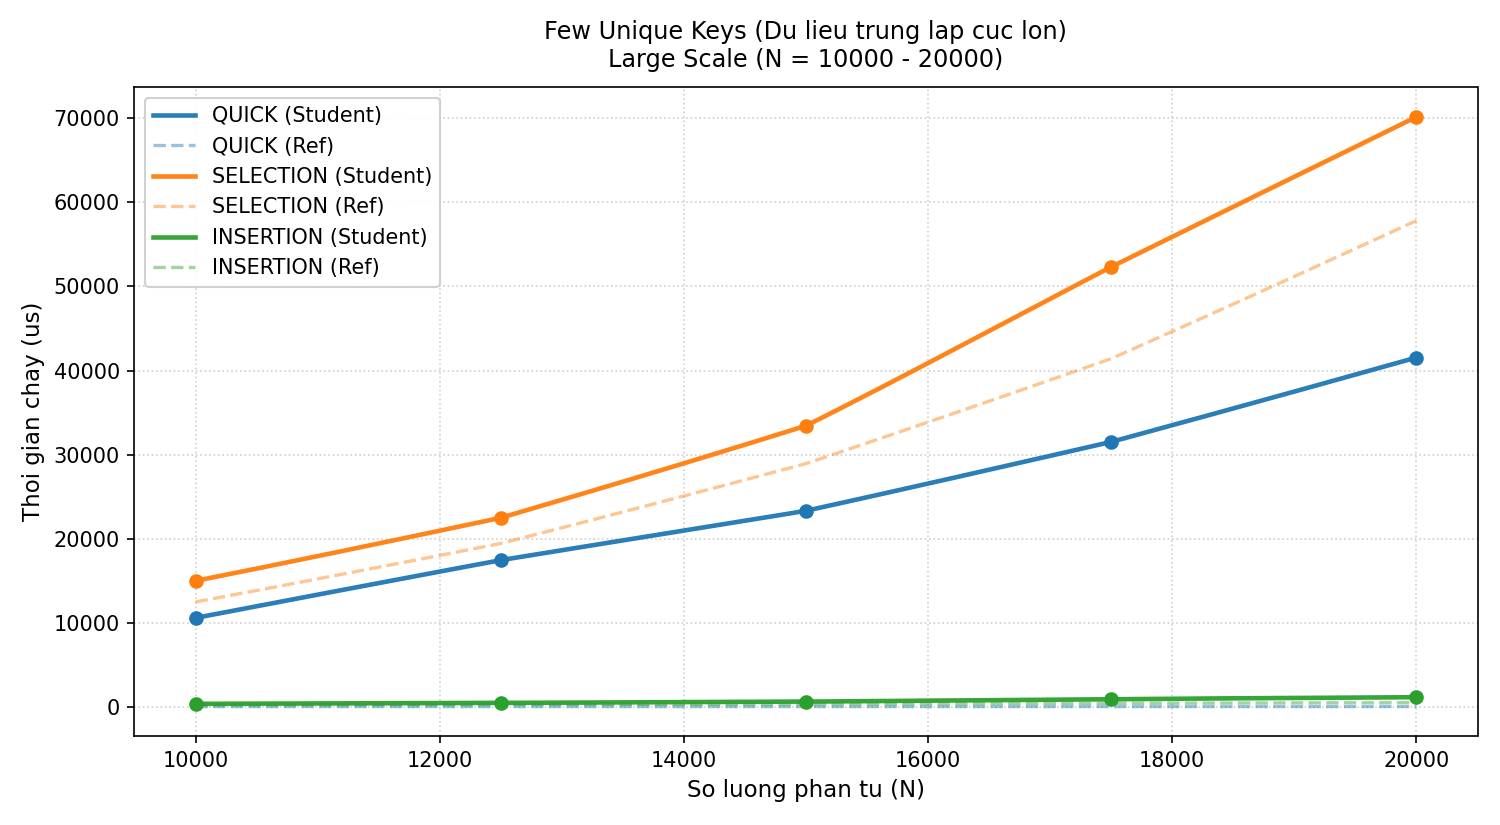 Few Unique Keys (Du lieu trung lap cuc lon)
Large Scale (N = 10000 - 20000)
QUICK (Student)
QUICK (Ref)
SELECTION (Student)
SELECTION (Ref)
INSERTION (Student)
INSERTION (Ref)
Thoi gian chay (us)
70000
60000
50000
40000
30000
20000
10000
0
10000 12000 14000 16000 18000 20000
So luong phan tu (N)